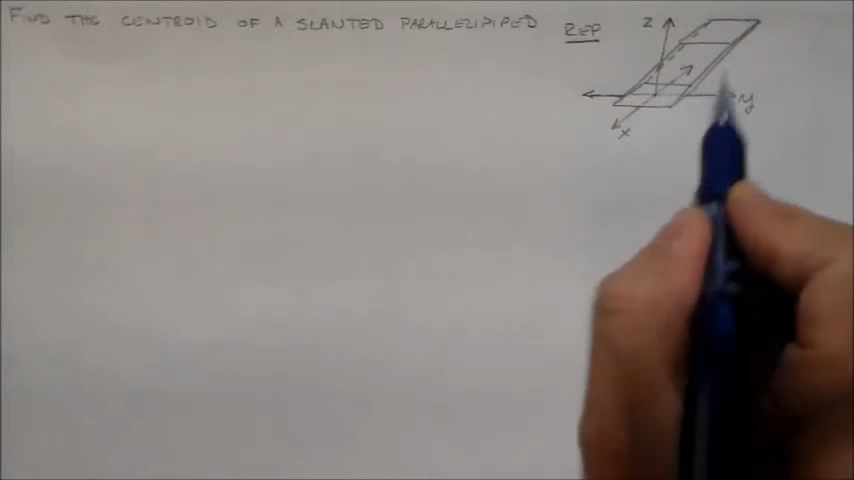 FIND THE CENTROID OF A SLANTED PARALLELIPIPED REP
z
y
x